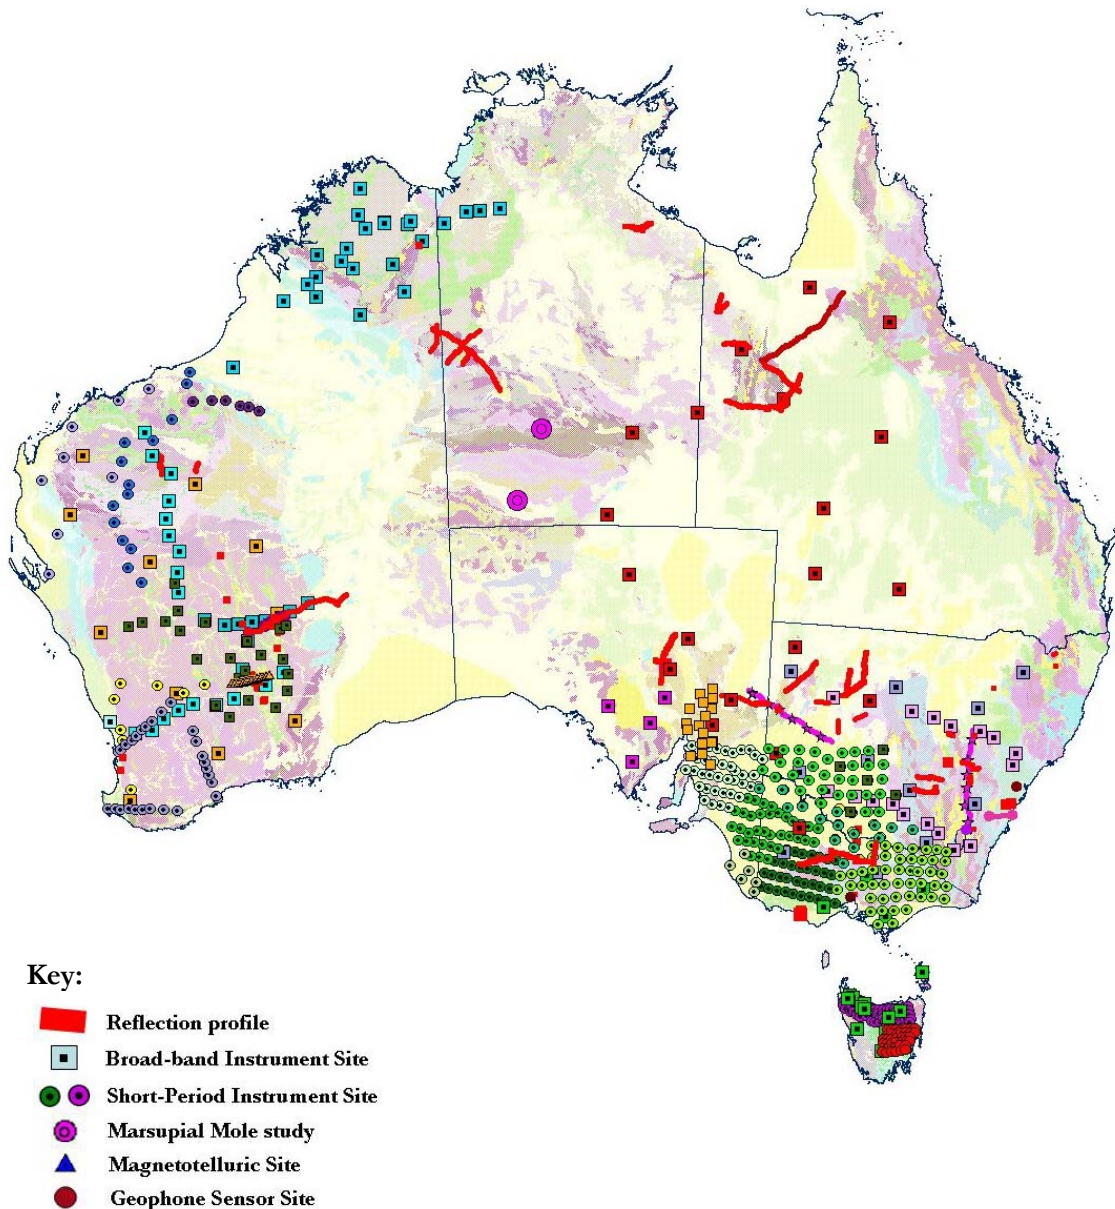 Key:
Reflection profile
Broad-band Instrument Site
Short-Period Instrument Site
Marsupial Mole study
Magnetotelluric Site
Geophone Sensor Site